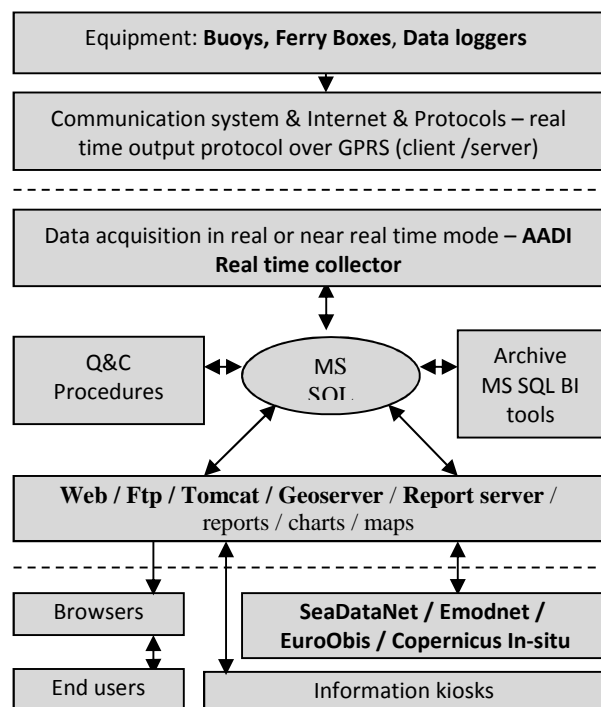 Equipment: Buoys, Ferry Boxes, Data loggers
Communication system & Internet & Protocols – real
time output protocol over GPRS (client /server)
Data acquisition in real or near real time mode – AADI
Real time collector
Q&C
Procedures
MS
SQL
Archive
MS SQL BI
tools
Web / Ftp / Tomcat / Geoserver / Report server /
reports / charts / maps
Browsers
SeaDataNet / Emodnet /
EuroObis / Copernicus In-situ
End users
Information kiosks